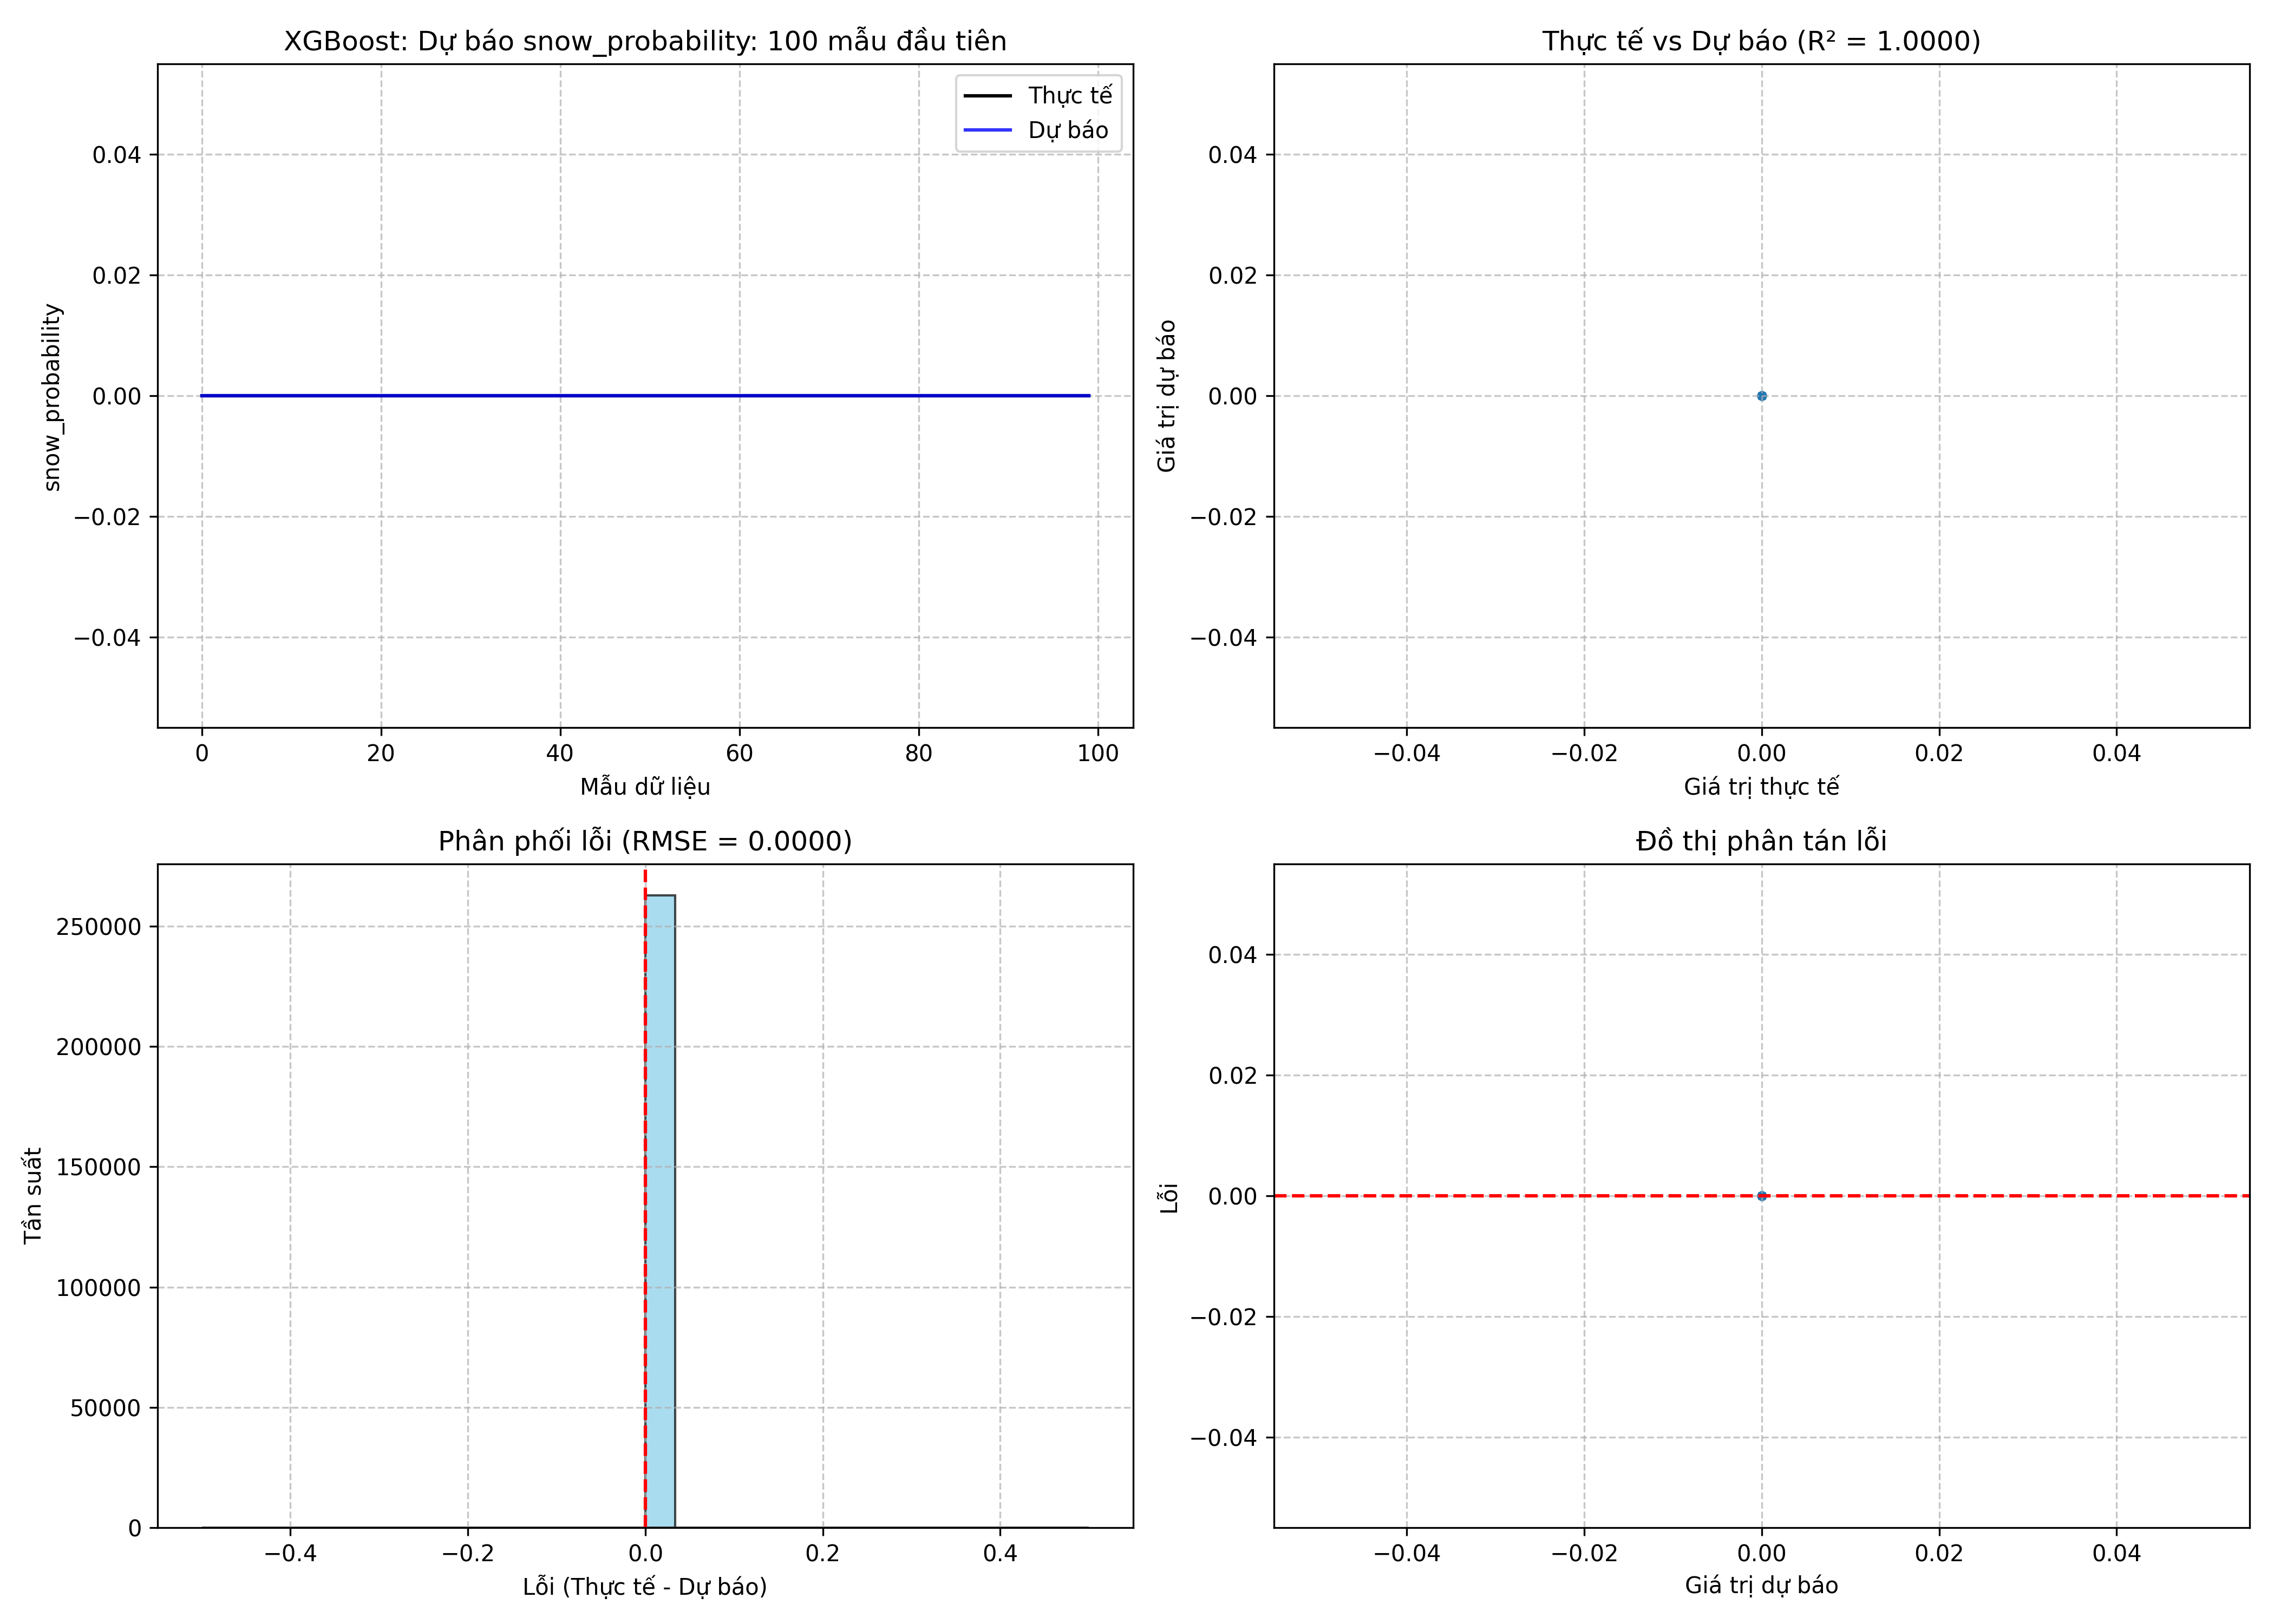 XGBoost: Dự báo snow_probability: 100 mẫu đầu tiên
Thực tế
Dự báo
snow_probability
0.04
0.02
0.00
−0.02
−0.04
0 20 40 60 80 100
Mẫu dữ liệu
Thực tế vs Dự báo (R² = 1.0000)
Giá trị dự báo
0.04
0.02
0.00
−0.02
−0.04
−0.04 −0.02 0.00 0.02 0.04
Giá trị thực tế
Phân phối lỗi (RMSE = 0.0000)
Tần suất
250000
200000
150000
100000
50000
0
−0.4 −0.2 0.0 0.2 0.4
Lỗi (Thực tế - Dự báo)
Đồ thị phân tán lỗi
Lỗi
0.04
0.02
0.00
−0.02
−0.04
−0.04 −0.02 0.00 0.02 0.04
Giá trị dự báo